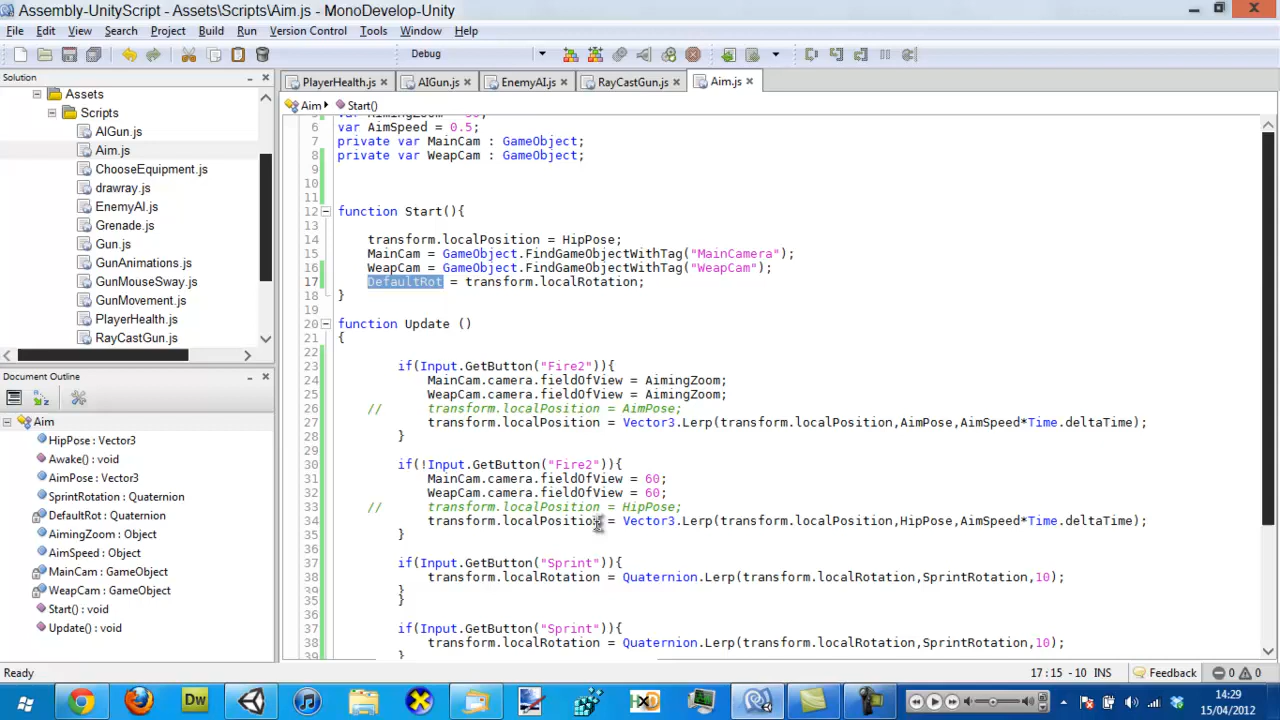 Assembly-UnityScript - Assets\Scripts\Aim.js - MonoDevelop-Unity
File Edit View Search Project Build Run Version Control Tools Window Help
Debug
Solution
PlayerHealth.js
AIGun.js
EnemyAI.js
RayCastGun.js
Aim.js
Aim
Start()
Assets
Scripts
AIGun.js
Aim.js
ChooseEquipment.js
drawray.js
EnemyAI.js
Grenade.js
Gun.js
GunAnimations.js
GunMouseSway.js
GunMovement.js
PlayerHealth.js
RayCastGun.js
Document Outline
Aim
HipPose : Vector3
Awake() : void
AimPose : Vector3
SprintRotation : Quaternion
DefaultRot : Quaternion
AimingZoom : Object
AimSpeed : Object
MainCam : GameObject
WeapCam : GameObject
Start() : void
Update() : void
6 var AimSpeed = 0.5;
7 private var MainCam : GameObject;
8 private var WeapCam : GameObject;
9
10
11
12 function Start(){
13
14 transform.localPosition = HipPose;
15 MainCam = GameObject.FindGameObjectWithTag("MainCamera");
16 WeapCam = GameObject.FindGameObjectWithTag("WeapCam");
17 DefaultRot = transform.localRotation;
18 }
19
20 function Update ()
21 {
22
23 if(Input.GetButton("Fire2")){
24 MainCam.camera.fieldOfView = AimingZoom;
25 WeapCam.camera.fieldOfView = AimingZoom;
26 // transform.localPosition = AimPose;
27 transform.localPosition = Vector3.Lerp(transform.localPosition,AimPose,AimSpeed*Time.deltaTime);
28 }
29
30 if(!Input.GetButton("Fire2")){
31 MainCam.camera.fieldOfView = 60;
32 WeapCam.camera.fieldOfView = 60;
33 // transform.localPosition = HipPose;
34 transform.localPosition = Vector3.Lerp(transform.localPosition,HipPose,AimSpeed*Time.deltaTime);
35 }
36
37 if(Input.GetButton("Sprint")){
38 transform.localRotation = Quaternion.Lerp(transform.localRotation,SprintRotation,10);
39 }
35 }
36
37 if(Input.GetButton("Sprint")){
38 transform.localRotation = Quaternion.Lerp(transform.localRotation,SprintRotation,10);
39 }
Ready
17 : 15 - 10 INS
Feedback
0 0
Dw
14:29
15/04/2012